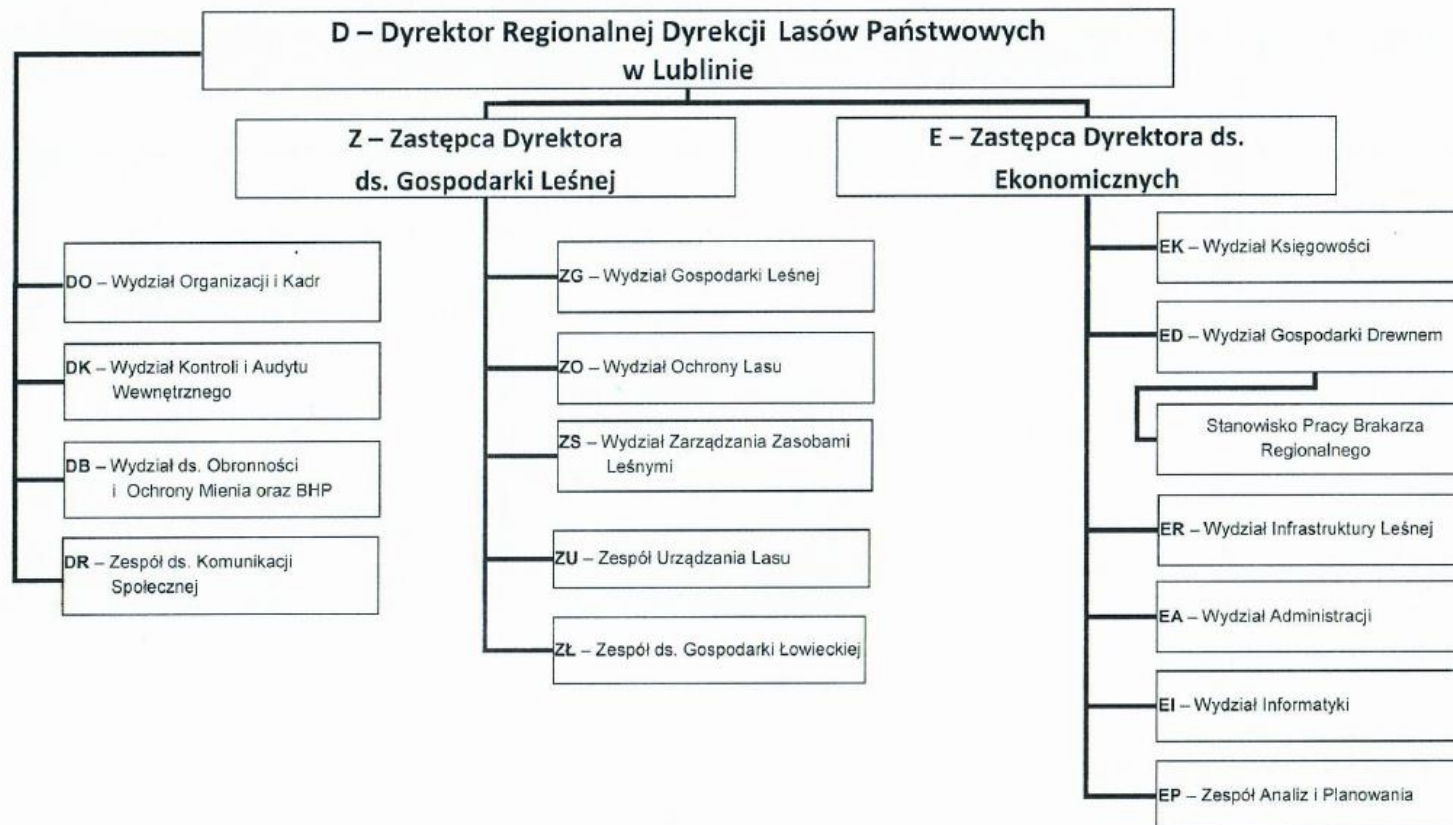 D – Dyrektor Regionalnej Dyrekcji Lasów Państwowych
w Lublinie
Z – Zastępca Dyrektora
ds. Gospodarki Leśnej
E – Zastępca Dyrektora ds.
Ekonomicznych
DO – Wydział Organizacji i Kadr
DK – Wydział Kontroli i Audytu
Wewnętrznego
DB – Wydział ds. Obronności
i Ochrony Mienia oraz BHP
DR – Zespół ds. Komunikacji
Społecznej
ZG – Wydział Gospodarki Leśnej
ZO – Wydział Ochrony Lasu
ZS – Wydział Zarządzania Zasobami
Leśnymi
ZU – Zespół Urządzania Lasu
ZŁ – Zespół ds. Gospodarki Łowieckiej
EK – Wydział Księgowości
ED – Wydział Gospodarki Drewnem
Stanowisko Pracy Brakarza
Regionalnego
ER – Wydział Infrastruktury Leśnej
EA – Wydział Administracji
EI – Wydział Informatyki
EP – Zespół Analiz i Planowania